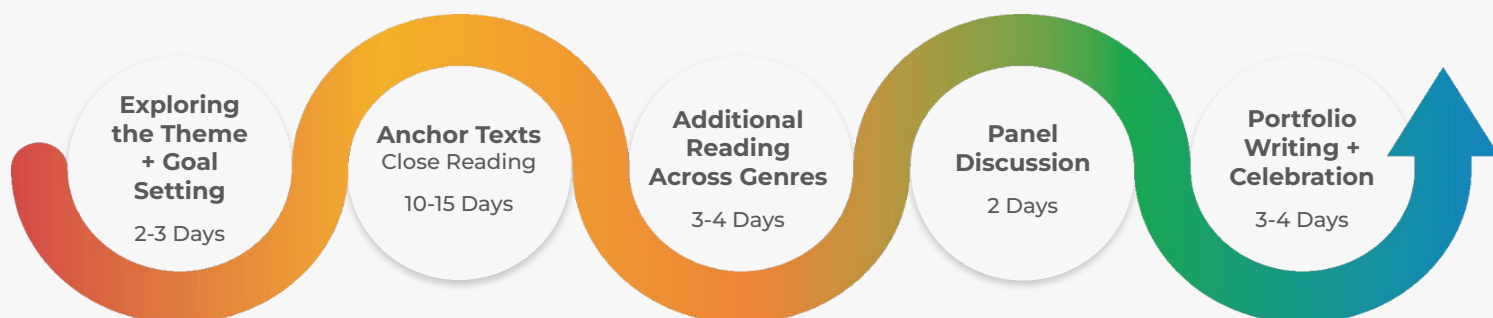 Exploring
the Theme
+ Goal
Setting
2-3 Days
Anchor Texts
Close Reading
10-15 Days
Additional
Reading
Across Genres
3-4 Days
Panel
Discussion
2 Days
Portfolio
Writing +
Celebration
3-4 Days